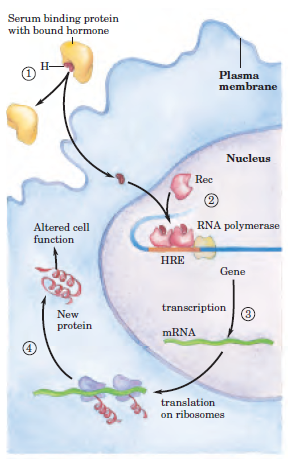 Serum binding protein
with bound hormone
H
①
Plasma
membrane
Nucleus
Rec
②
RNA polymerase
HRE
Gene
Altered cell
function
transcription
③
mRNA
New
protein
④
translation
on ribosomes